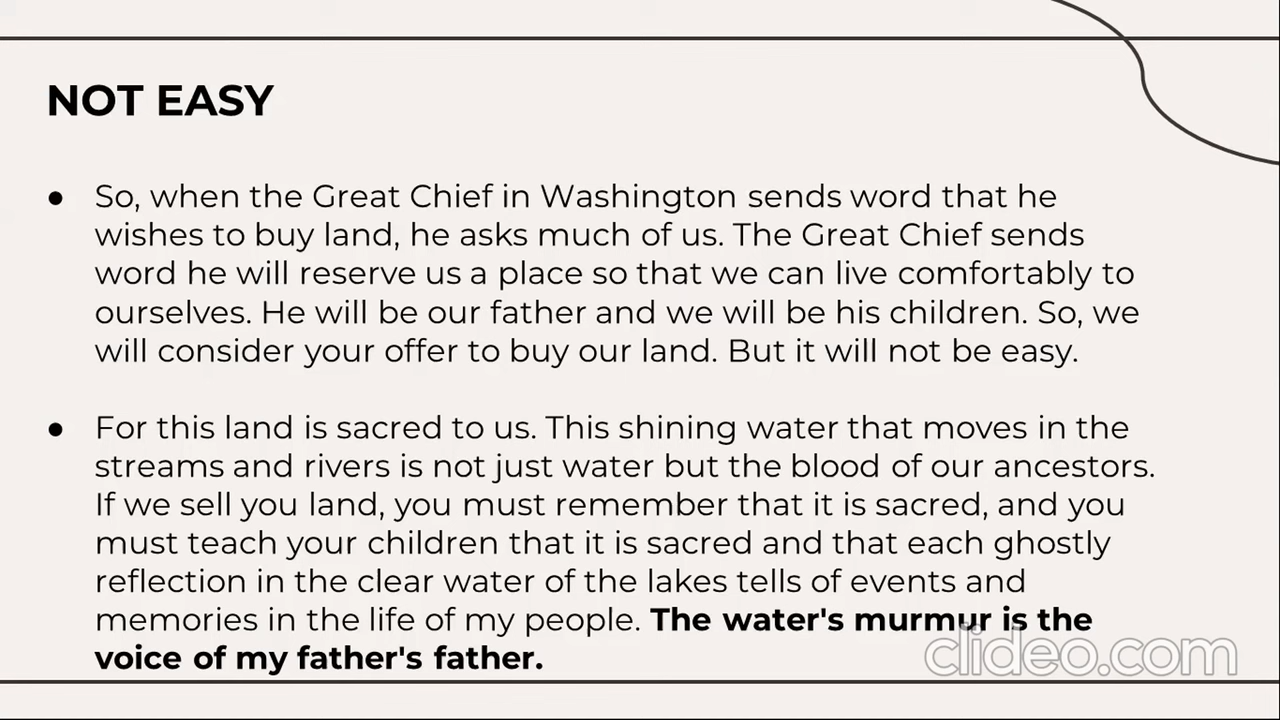 NOT EASY
● So, when the Great Chief in Washington sends word that he
wishes to buy land, he asks much of us. The Great Chief sends
word he will reserve us a place so that we can live comfortably to
ourselves. He will be our father and we will be his children. So, we
will consider your offer to buy our land. But it will not be easy.
● For this land is sacred to us. This shining water that moves in the
streams and rivers is not just water but the blood of our ancestors.
If we sell you land, you must remember that it is sacred, and you
must teach your children that it is sacred and that each ghostly
reflection in the clear water of the lakes tells of events and
memories in the life of my people. The water's murmur is the
voice of my father's father.
clideo.com